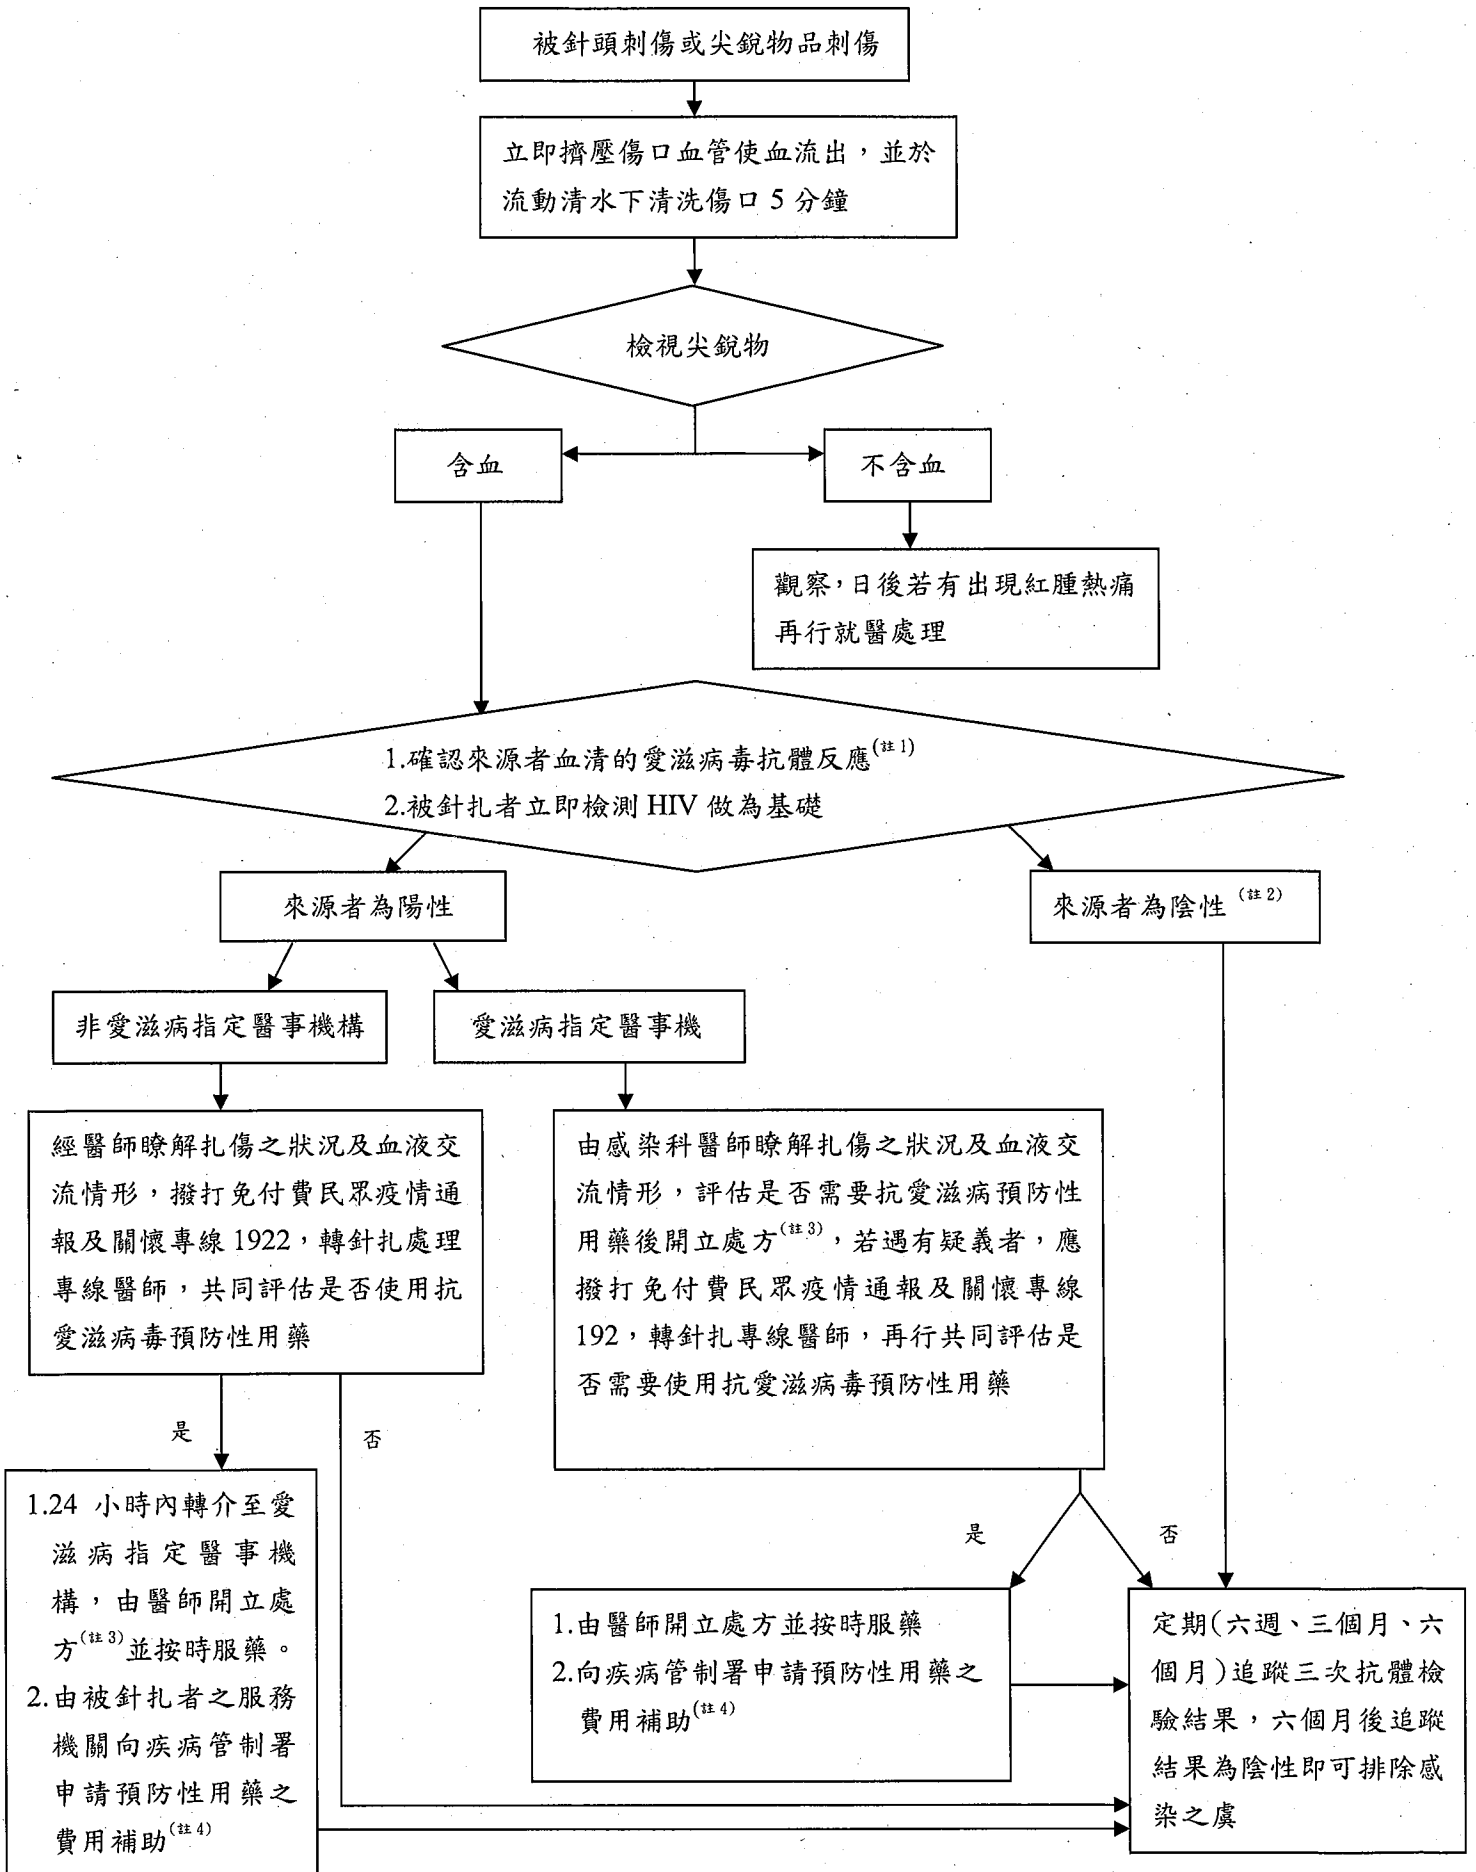 被針頭刺傷或尖銳物品刺傷
立即擠壓傷口血管使血流出，並於
流動清水下清洗傷口 5 分鐘
檢視尖銳物
含血
不含血
觀察，日後若有出現紅腫熱痛
再行就醫處理
1.確認來源者血清的愛滋病毒抗體反應(註 1)
2.被針扎者立即檢測 HIV 做為基礎
來源者為陽性
來源者為陰性(註 2)
非愛滋病指定醫事機構
愛滋病指定醫事機
經醫師瞭解扎傷之狀況及血液交
流情形，撥打免付費民眾疫情通
報及關懷專線 1922，轉針扎處理
專線醫師，共同評估是否使用抗
愛滋病毒預防性用藥
由感染科醫師瞭解扎傷之狀況及血液交
流情形，評估是否需要抗愛滋病預防性
用藥後開立處方(註 3)，若遇有疑義者，應
撥打免付費民眾疫情通報及關懷專線
192，轉針扎專線醫師，再行共同評估是
否需要使用抗愛滋病毒預防性用藥
是
否
是
否
1.24 小時內轉介至愛
滋病指定醫事機
構，由醫師開立處
方(註 3)並按時服藥。
2.由被針扎者之服務
機關向疾病管制署
申請預防性用藥之
費用補助(註 4)
1.由醫師開立處方並按時服藥
2.向疾病管制署申請預防性用藥之
費用補助(註 4)
定期(六週、三個月、六
個月)追蹤三次抗體檢
驗結果，六個月後追蹤
結果為陰性即可排除感
染之虞